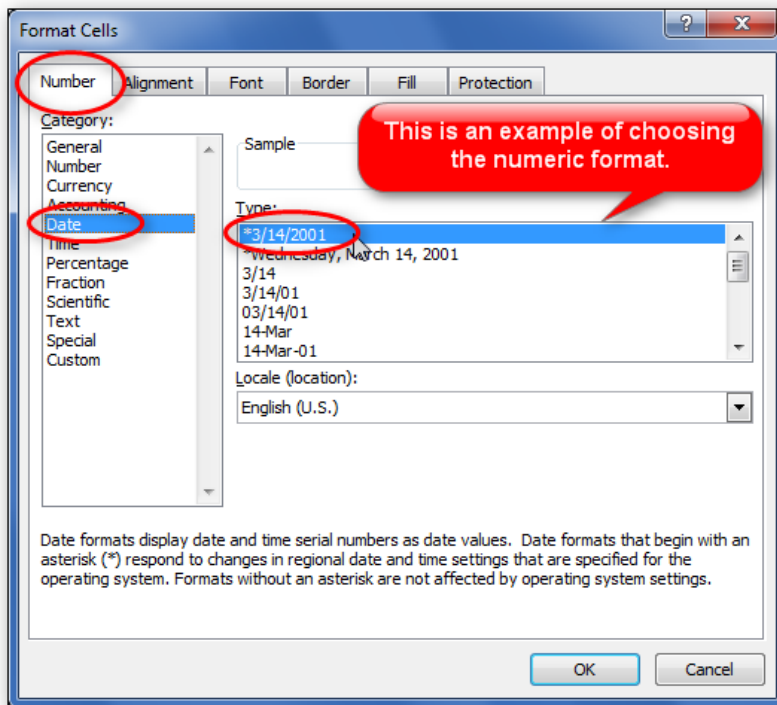 Format Cells
Number Alignment Font Border Fill Protection
Category:
General
Number
Currency
Accounting
Date
Time
Percentage
Fraction
Scientific
Text
Special
Custom
Sample
This is an example of choosing
the numeric format.
Type:
*3/14/2001
*Wednesday, March 14, 2001
3/14
3/14/01
03/14/01
14-Mar
14-Mar-01
Locale (location):
English (U.S.)
Date formats display date and time serial numbers as date values. Date formats that begin with an
asterisk (*) respond to changes in regional date and time settings that are specified for the
operating system. Formats without an asterisk are not affected by operating system settings.
OK Cancel